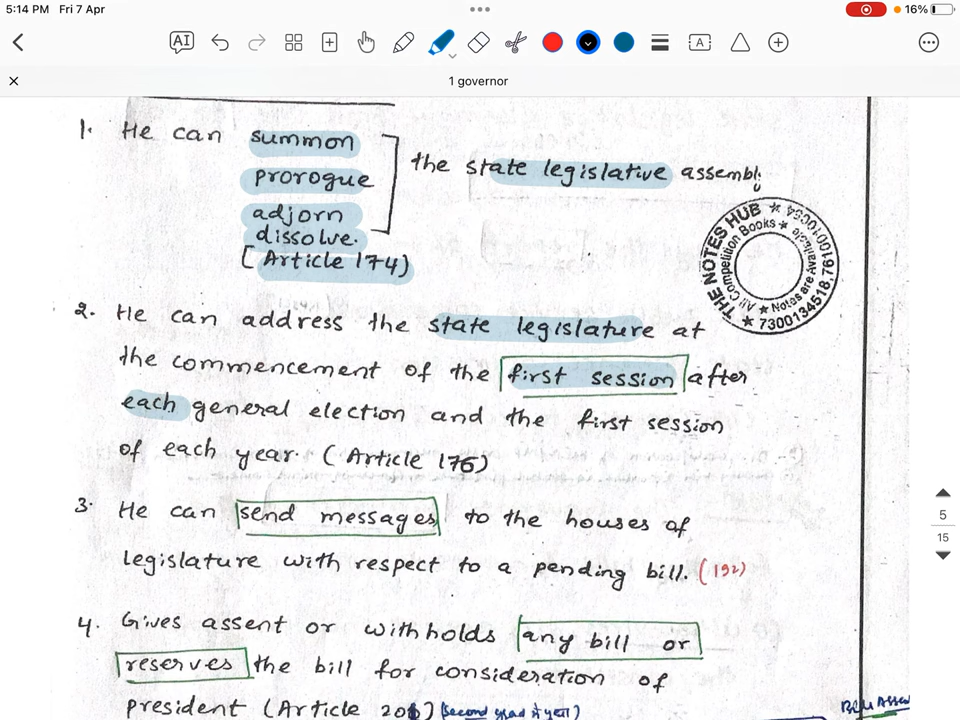 5:14 PM Fri 7 Apr
16%
AI
A
1 governor
1. He can summon
prorogue
adjorn
dissolve.
(Article 174)
the state legislative assembly
THE NOTES HUB
All Competition Books
Notes are Available
2. He can address the state legislature at
the commencement of the first session after
each general election and the first session
of each year. (Article 176)
3. He can send messages to the houses of
legislature with respect to a pending bill. (192)
4. Gives assent or withholds any bill or
reserves the bill for consideration of
president (Article
5
15